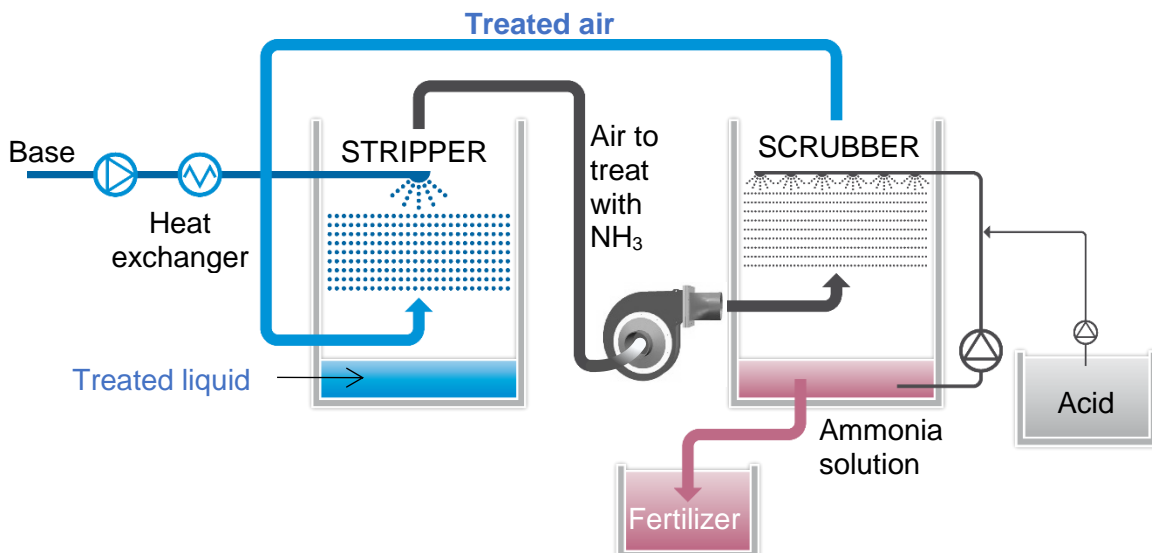 Treated air
Base
STRIPPER
Air to
treat
with
NH₃
SCRUBBER
Heat
exchanger
Treated liquid
Acid
Ammonia
solution
Fertilizer